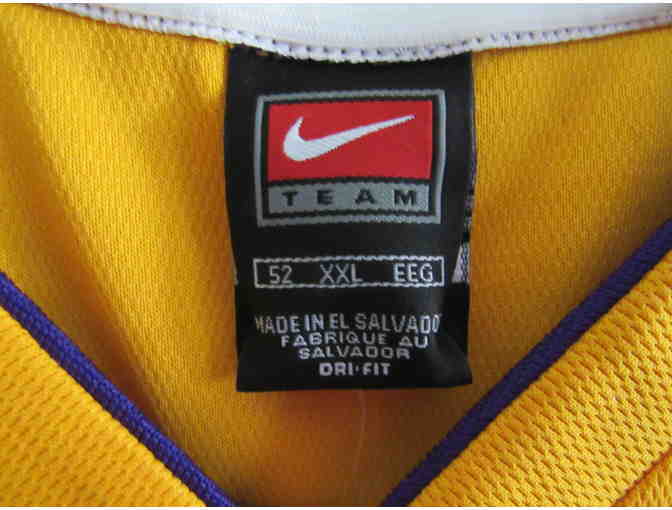 TEAM
52 XXL EEG
MADE IN EL SALVADO
FABRIQUE AU
SALVADOR
DRI·FIT